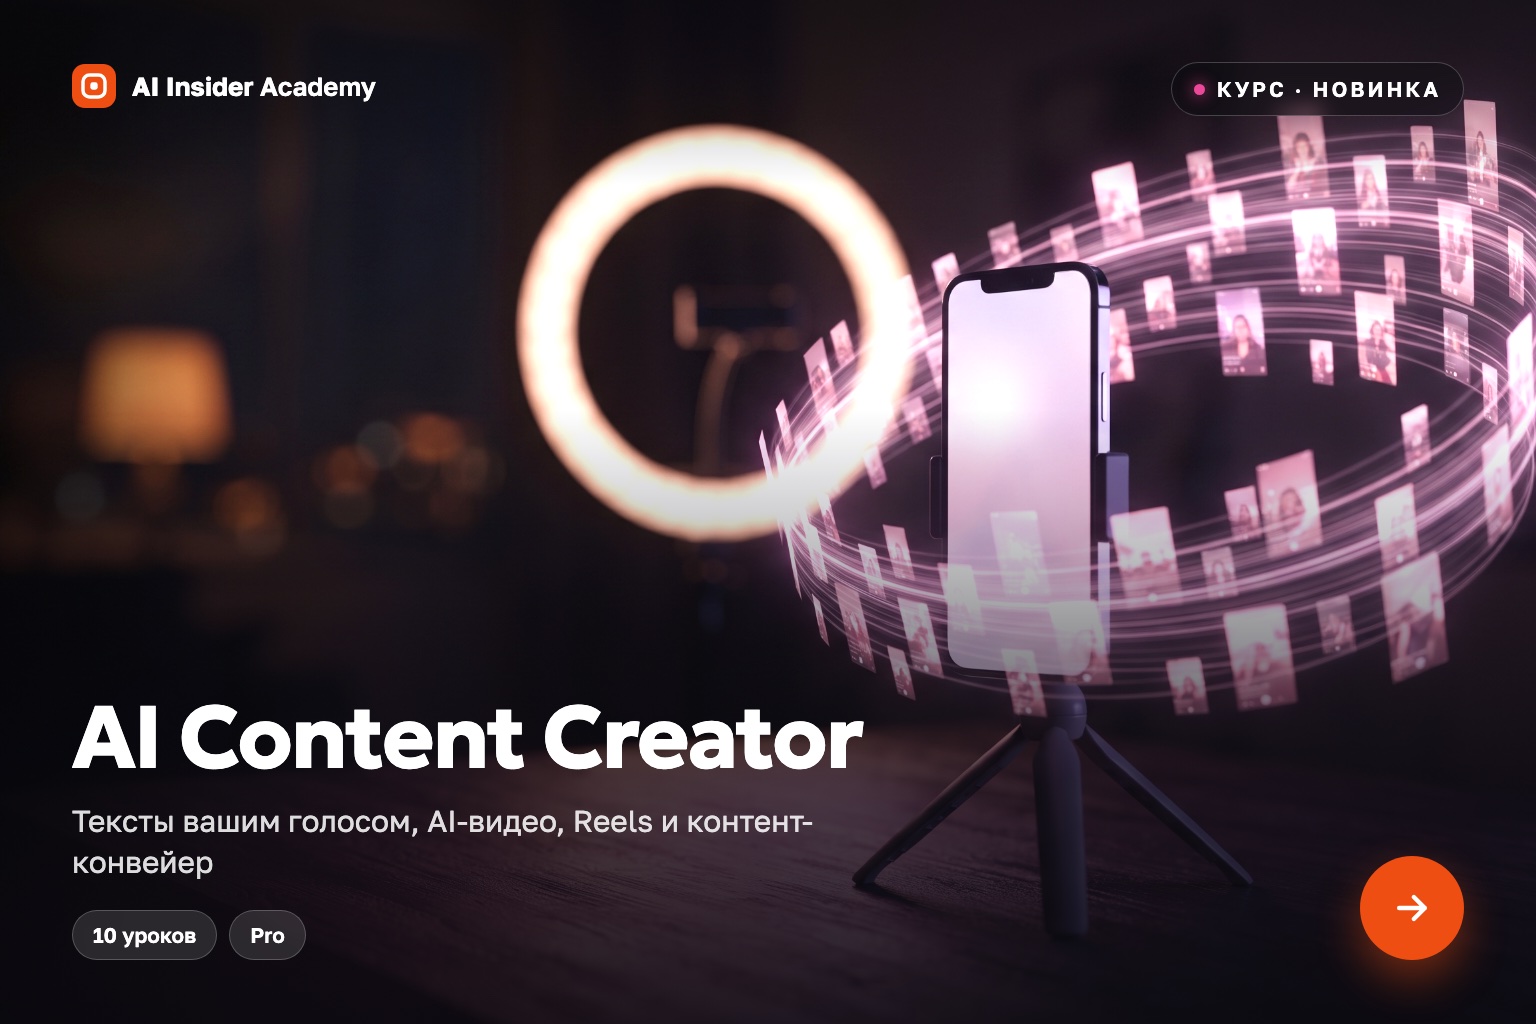 AI Insider Academy
КУРС · НОВИНКА
AI Content Creator
Тексты вашим голосом, AI-видео, Reels и контент-
конвейер
10 уроков
Pro